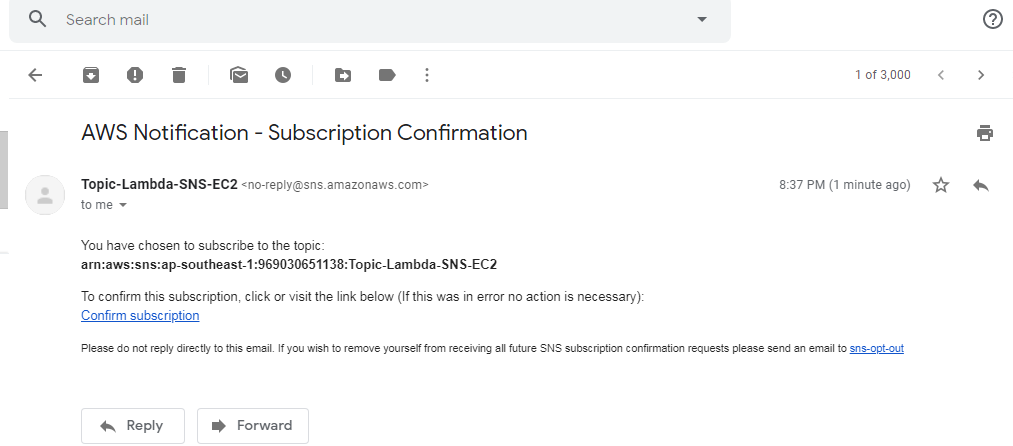 Search mail
1 of 3,000
AWS Notification - Subscription Confirmation
Topic-Lambda-SNS-EC2 <no-reply@sns.amazonaws.com>
8:37 PM (1 minute ago)
to me
You have chosen to subscribe to the topic:
arn:aws:sns:ap-southeast-1:969030651138:Topic-Lambda-SNS-EC2
To confirm this subscription, click or visit the link below (If this was in error no action is necessary):
Confirm subscription
Please do not reply directly to this email. If you wish to remove yourself from receiving all future SNS subscription confirmation requests please send an email to sns-opt-out
Reply
Forward